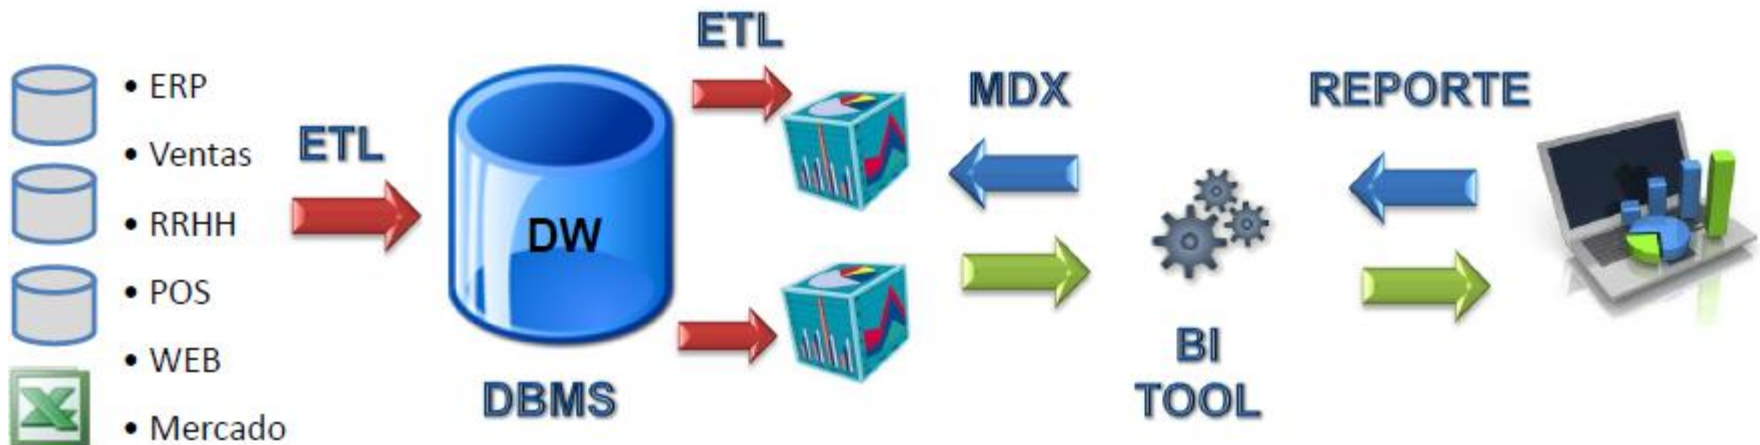 • ERP
• Ventas
• RRHH
• POS
• WEB
• Mercado
ETL
DW
DBMS
ETL
MDX
BI
TOOL
REPORTE